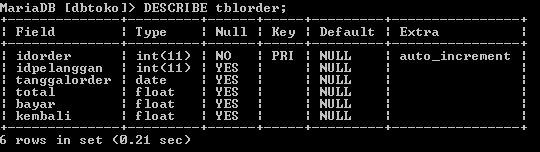 MariaDB [dbtoko]> DESCRIBE tblorder;
+--------------+---------+------+-----+---------+----------------+
| Field        | Type    | Null | Key | Default | Extra          |
+--------------+---------+------+-----+---------+----------------+
| idorder      | int(11) | NO   | PRI | NULL    | auto_increment |
| idpelanggan  | int(11) | YES  |     | NULL    |                |
| tanggalorder | date    | YES  |     | NULL    |                |
| total        | float   | YES  |     | NULL    |                |
| bayar        | float   | YES  |     | NULL    |                |
| kembali      | float   | YES  |     | NULL    |                |
+--------------+---------+------+-----+---------+----------------+
6 rows in set (0.21 sec)